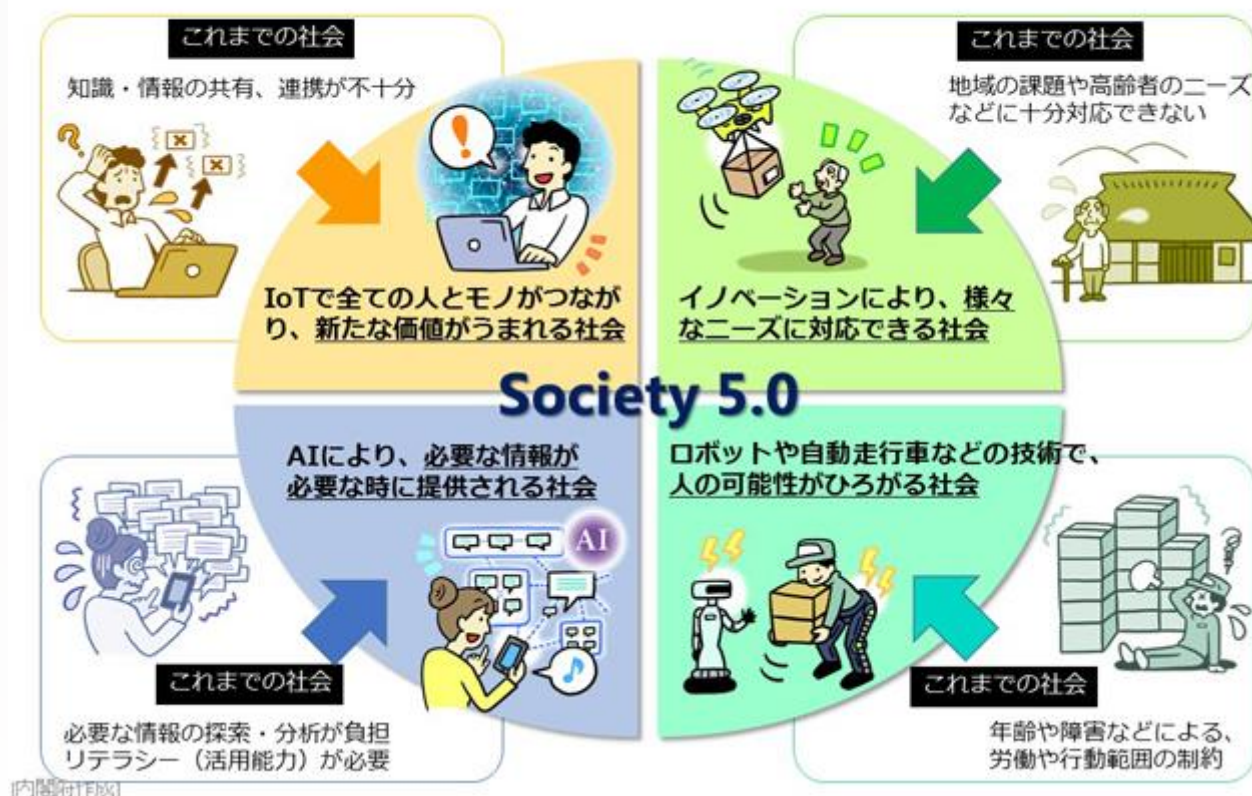 これまでの社会
知識・情報の共有、連携が不十分
?
!
IoTで全ての人とモノがつなが
り、新たな価値がうまれる社会
これまでの社会
地域の課題や高齢者のニーズ
などに十分対応できない
イノベーションにより、様々
なニーズに対応できる社会
Society 5.0
AIにより、必要な情報が
必要な時に提供される社会
AI
これまでの社会
必要な情報の探索・分析が負担
リテラシー（活用能力）が必要
ロボットや自動走行車などの技術で、
人の可能性がひろがる社会
これまでの社会
年齢や障害などによる、
労働や行動範囲の制約
[内閣府作成]